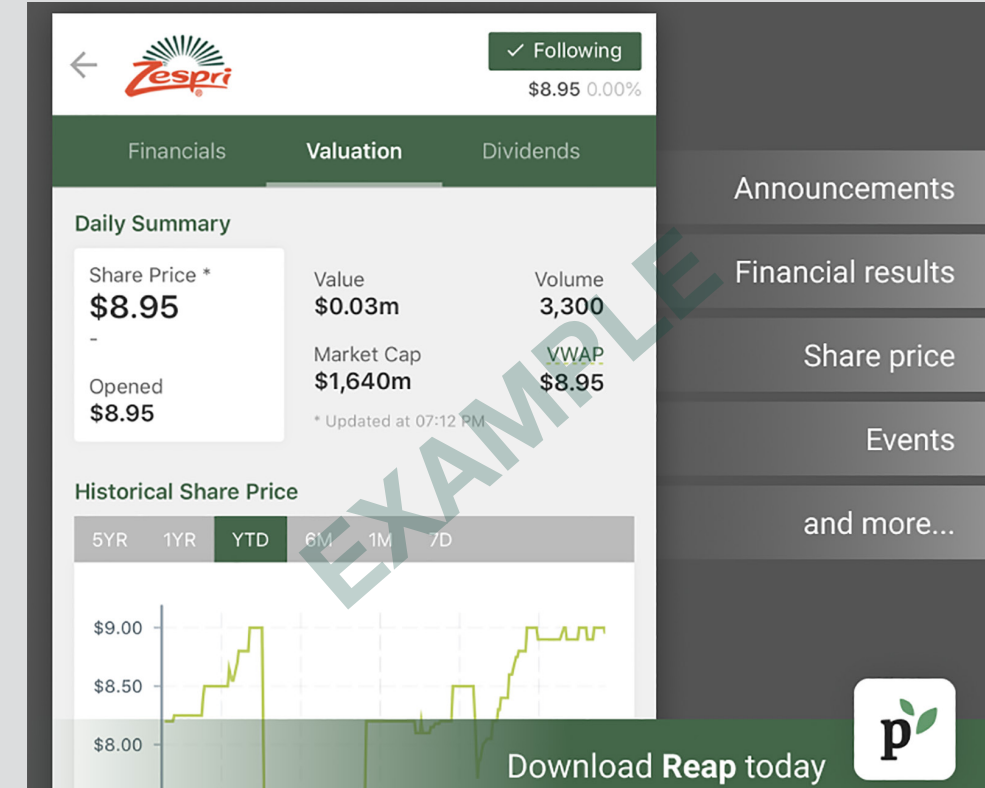 Zespri
®
✓ Following
$8.95 0.00%
Financials
Valuation
Dividends
Daily Summary
Share Price *
$8.95
-
Opened
$8.95
Value
$0.03m
Volume
3,300
Market Cap
$1,640m
VWAP
$8.95
* Updated at 07:12 PM
Historical Share Price
5YR 1YR YTD 6M 1M 7D
$9.00
$8.50
$8.00
EXAMPLE
Announcements
Financial results
Share price
Events
and more...
Download Reap today
p